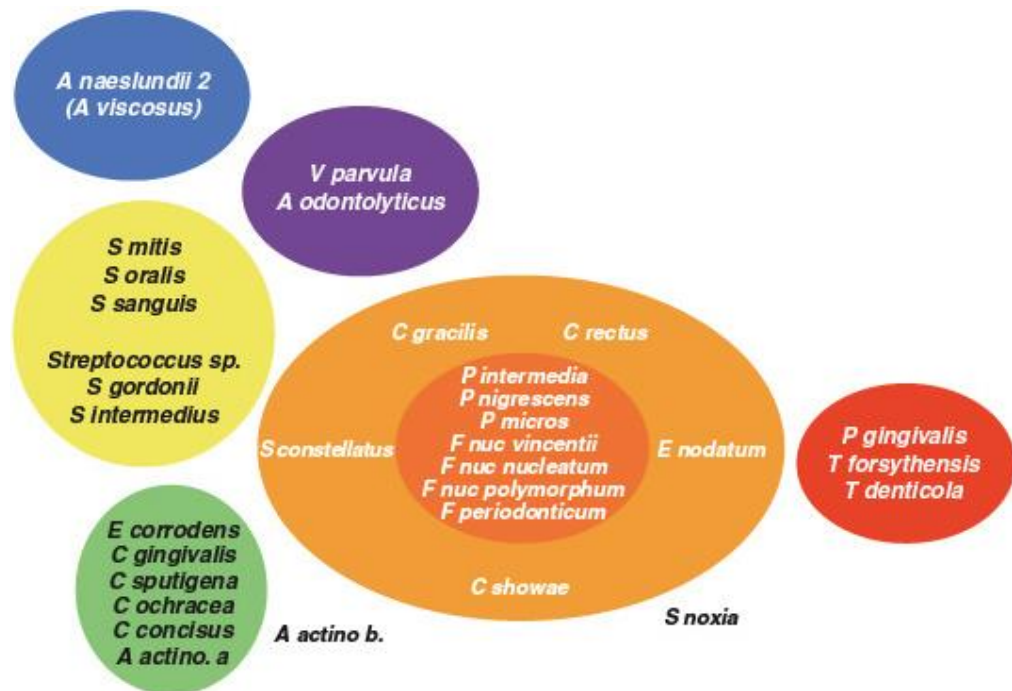 A naeslundii 2
(A viscosus)
V parvula
A odontolyticus
S mitis
S oralis
S sanguis
Streptococcus sp.
S gordonii
S intermedius
C gracilis
C rectus
P intermedia
P nigrescens
P micros
F nuc vincentii
F nuc nucleatum
F nuc polymorphum
F periodonticum
S constellatus
E nodatum
C showae
P gingivalis
T forsythensis
T denticola
E corrodens
C gingivalis
C sputigena
C ochracea
C concisus
A actino. a
A actino b.
S noxia